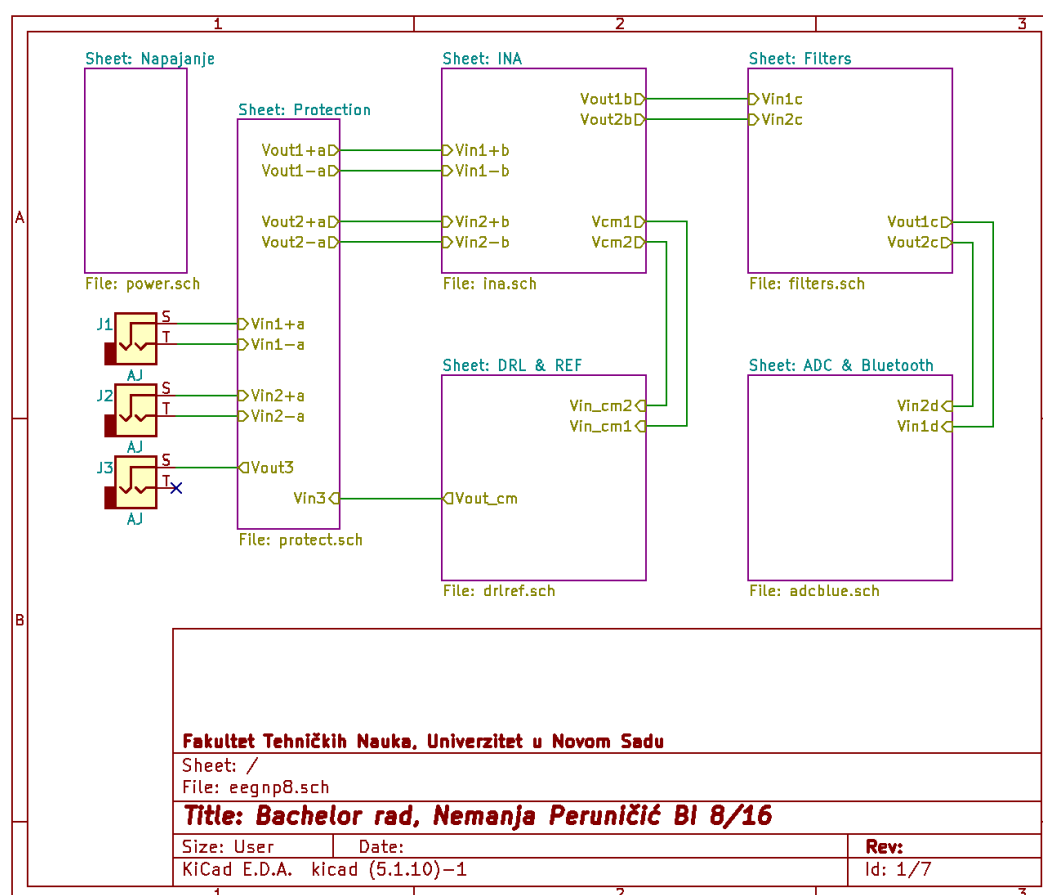 1 2 3
Sheet: Napajanje
File: power.sch
Sheet: Protection
Vout1+a
Vout1-a
Vout2+a
Vout2-a
Vin1+a
Vin1-a
Vin2+a
Vin2-a
Vout3
Vin3
File: protect.sch
Sheet: INA
Vout1b
Vout2b
Vin1+b
Vin1-b
Vin2+b
Vin2-b
Vcm1
Vcm2
File: ina.sch
Sheet: Filters
Vin1c
Vin2c
Vout1c
Vout2c
File: filters.sch
A
J1 S
T
AJ
J2 S
T
AJ
J3 S
T
AJ
Sheet: DRL & REF
Vin_cm2
Vin_cm1
Vout_cm
File: drlref.sch
Sheet: ADC & Bluetooth
Vin2d
Vin1d
File: adcblue.sch
B
Fakultet Tehničkih Nauka, Univerzitet u Novom Sadu
Sheet: /
File: eegnp8.sch
Title: Bachelor rad, Nemanja Peruničić BI 8/16
Size: User Date: Rev:
KiCad E.D.A. kicad (5.1.10)-1 Id: 1/7
1 2 3